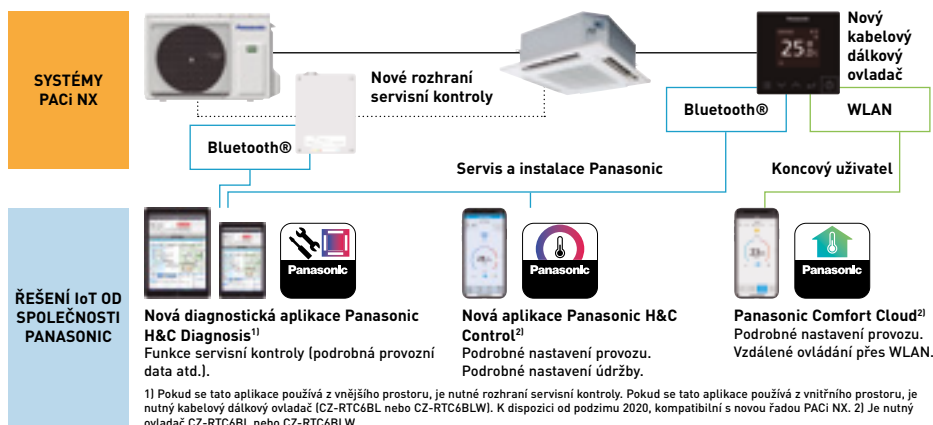 SYSTÉMY
PACi NX
Nové rozhraní
servisní kontroly
Nový
kabelový
dálkový
ovladač
Bluetooth®
Bluetooth®
WLAN
Servis a instalace Panasonic
Koncový uživatel
ŘEŠENÍ IoT OD
SPOLEČNOSTI
PANASONIC
Panasonic
Panasonic
Panasonic
Nová diagnostická aplikace Panasonic
H&C Diagnosis1)
Funkce servisní kontroly (podrobná provozní
data atd.).
Nová aplikace Panasonic H&C
Control2)
Podrobné nastavení provozu.
Podrobné nastavení údržby.
Panasonic Comfort Cloud2)
Podrobné nastavení provozu.
Vzdálené ovládání přes WLAN.
1) Pokud se tato aplikace používá z vnějšího prostoru, je nutné rozhraní servisní kontroly. Pokud se tato aplikace používá z vnitřního prostoru, je
nutný kabelový dálkový ovladač (CZ-RTC6BL nebo CZ-RTC6BLW). K dispozici od podzimu 2020, kompatibilní s novou řadou PACi NX. 2) Je nutný
ovladač CZ-RTC6BL nebo CZ-RTC6BLW.